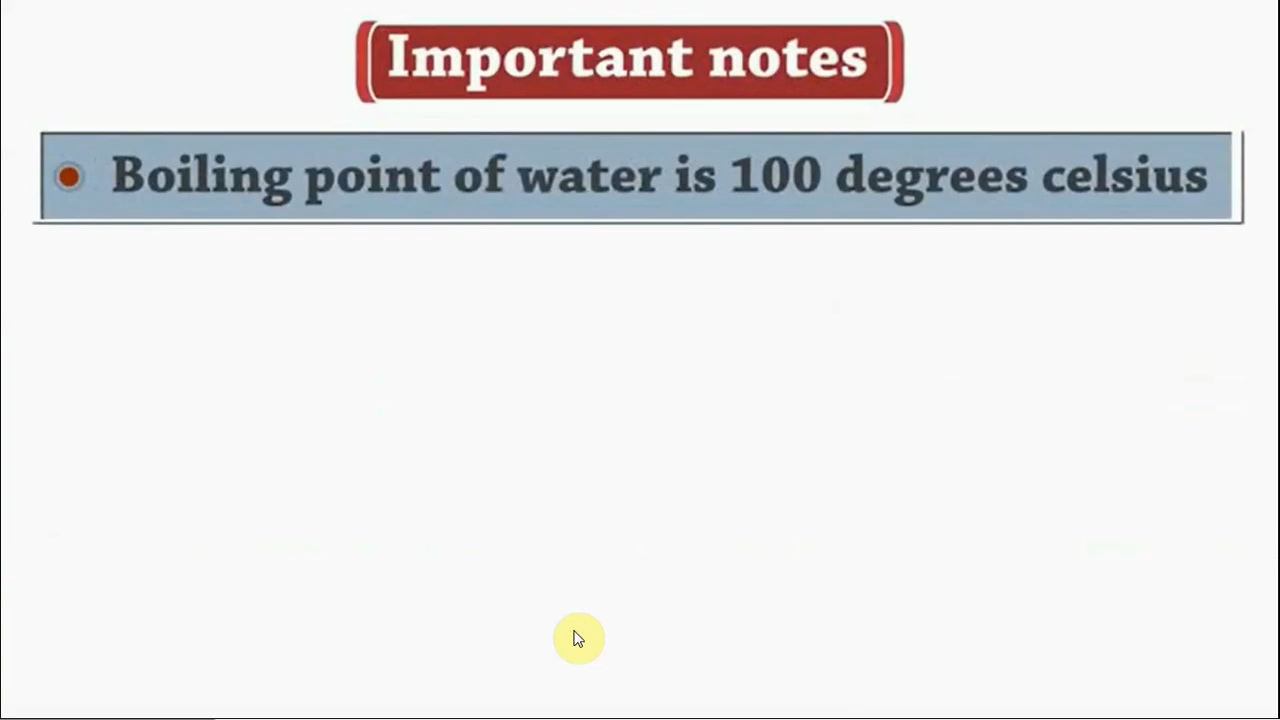 Important notes
Boiling point of water is 100 degrees celsius